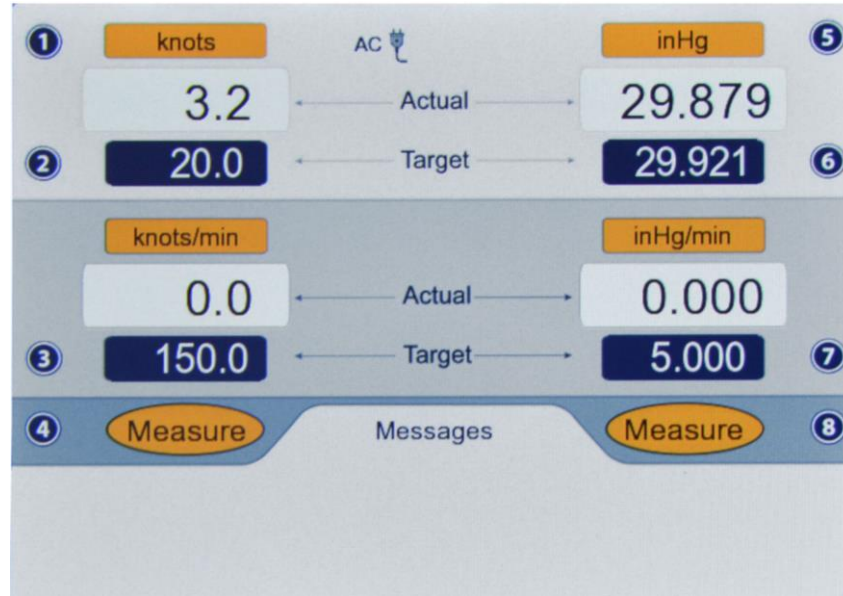 1 knots AC inHg 5
3.2 Actual 29.879
2 20.0 Target 29.921 6
knots/min inHg/min
0.0 Actual 0.000
3 150.0 Target 5.000 7
4 Measure Messages Measure 8